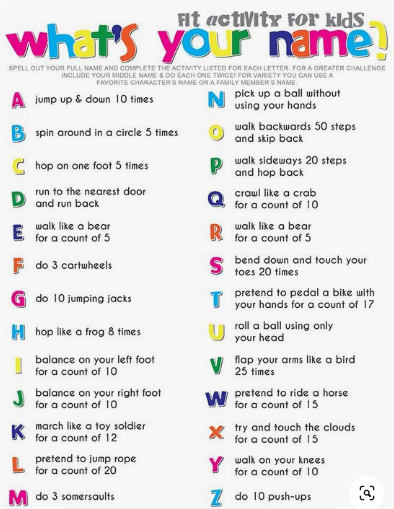 Fit activity for kids
what's your name?
SPELL OUT YOUR FULL NAME AND COMPLETE THE ACTIVITY LISTED FOR EACH LETTER. FOR A GREATER CHALLENGE
INCLUDE YOUR MIDDLE NAME & DO EACH ONE TWICE! FOR VARIETY YOU CAN USE A
FAVORITE CHARACTER'S NAME OR A FAMILY MEMBER'S NAME.
A jump up & down 10 times
B spin around in a circle 5 times
C hop on one foot 5 times
D run to the nearest door
and run back
E walk like a bear
for a count of 5
F do 3 cartwheels
G do 10 jumping jacks
H hop like a frog 8 times
I balance on your left foot
for a count of 10
J balance on your right foot
for a count of 10
K march like a toy soldier
for a count of 12
L pretend to jump rope
for a count of 20
M do 3 somersaults
N pick up a ball without
using your hands
O walk backwards 50 steps
and skip back
P walk sideways 20 steps
and hop back
Q crawl like a crab
for a count of 10
R walk like a bear
for a count of 5
S bend down and touch your
toes 20 times
T pretend to pedal a bike with
your hands for a count of 17
U roll a ball using only
your head
V flap your arms like a bird
25 times
W pretend to ride a horse
for a count of 15
X try and touch the clouds
for a count of 15
Y walk on your knees
for a count of 10
Z do 10 push-ups